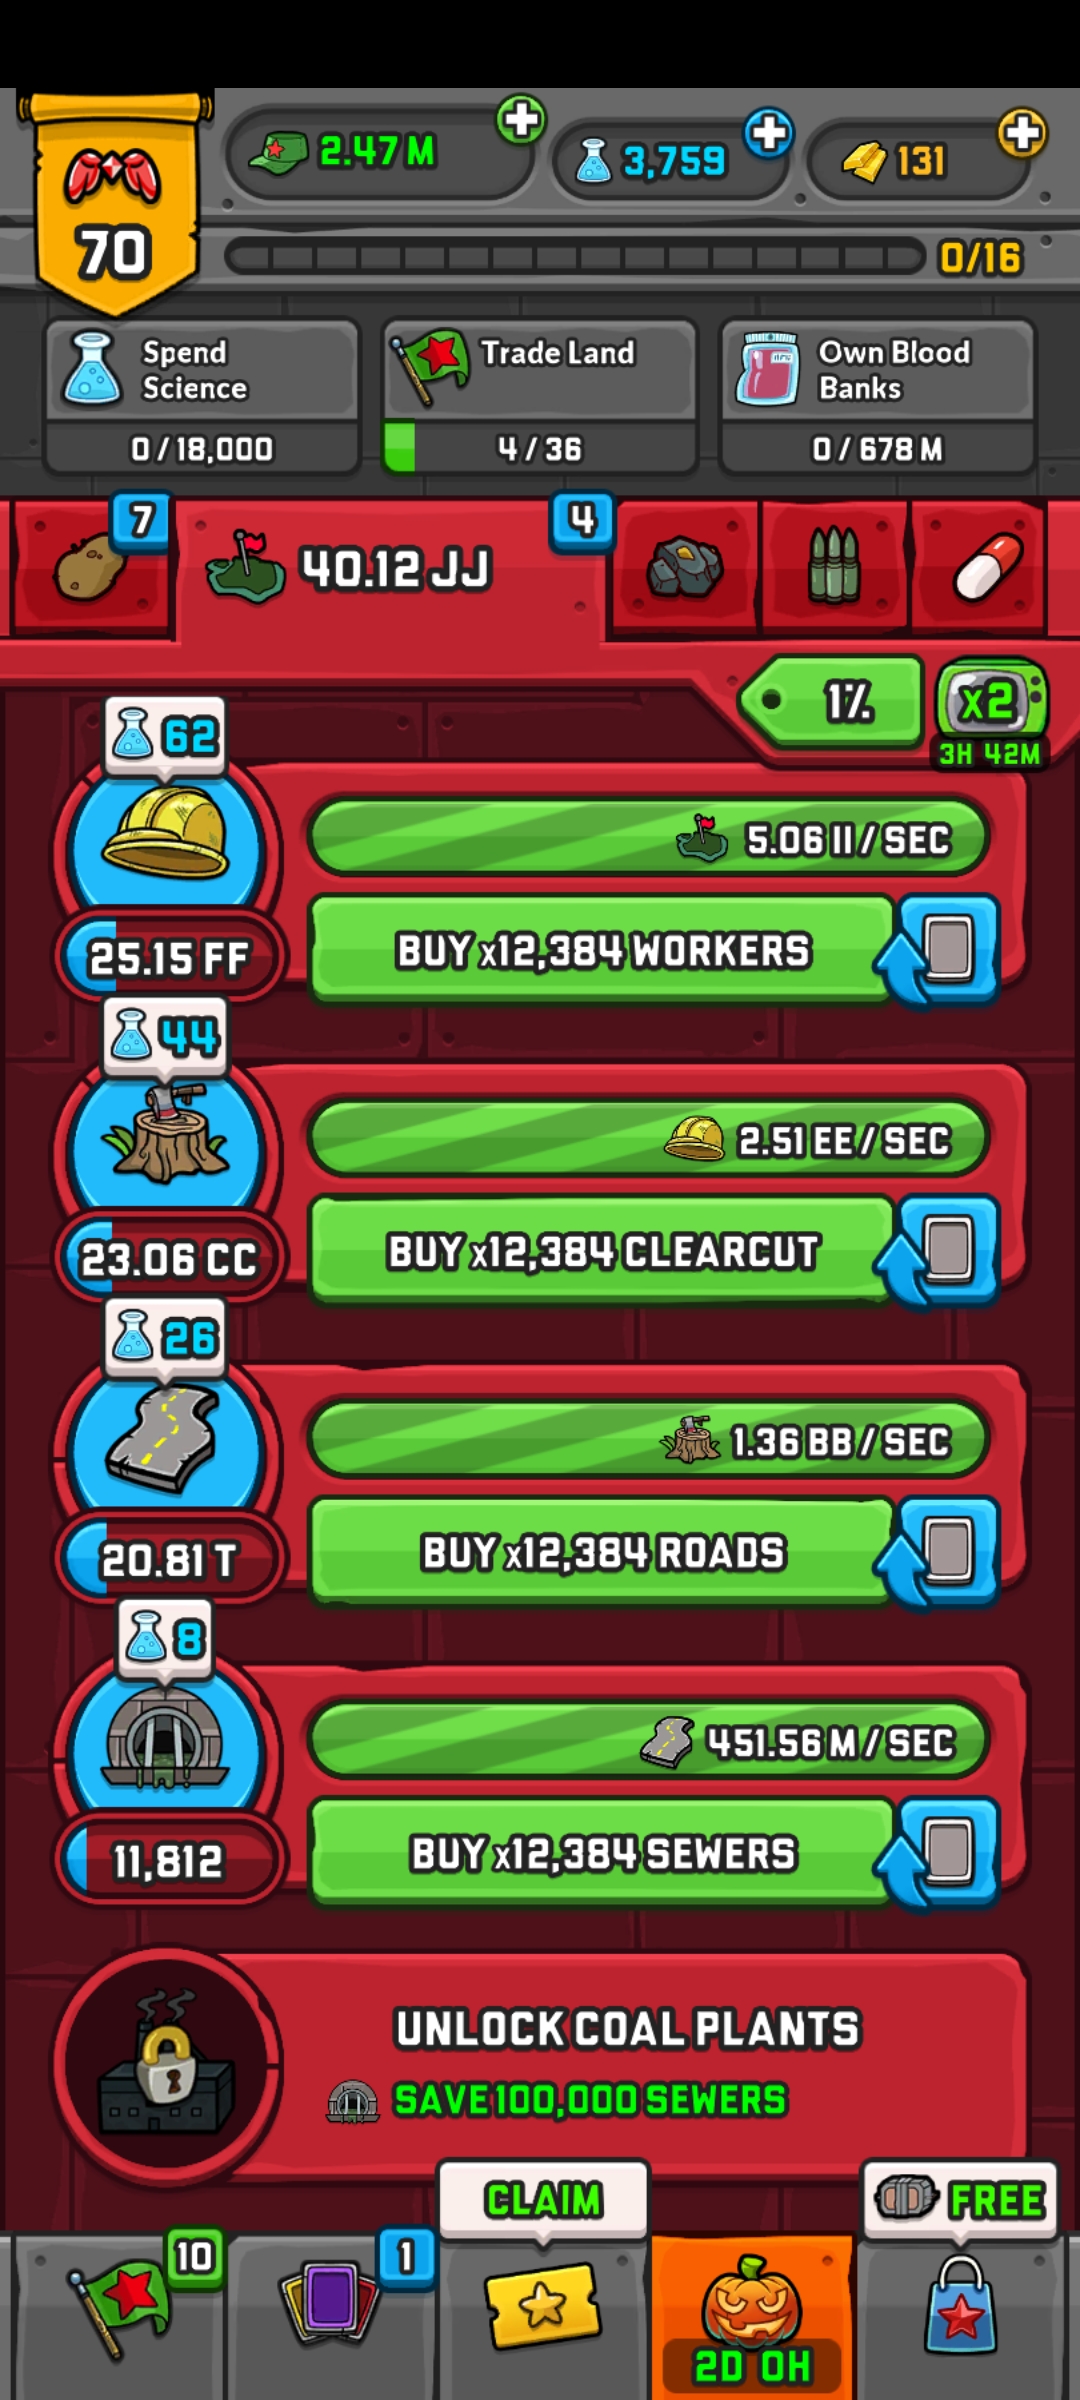 2.47 M
3,759
131
70
0/16
Spend
Science
0 / 18,000
Trade Land
4 / 36
Own Blood
Banks
0 / 678 M
7
40.12 JJ
4
1%
x2
3H 42M
62
5.06 II / SEC
25.15 FF
BUY x12,384 WORKERS
44
2.51 EE / SEC
23.06 CC
BUY x12,384 CLEARCUT
26
1.36 BB / SEC
20.81 T
BUY x12,384 ROADS
8
451.56 M / SEC
11,812
BUY x12,384 SEWERS
UNLOCK COAL PLANTS
SAVE 100,000 SEWERS
CLAIM
FREE
10
1
2D 0H